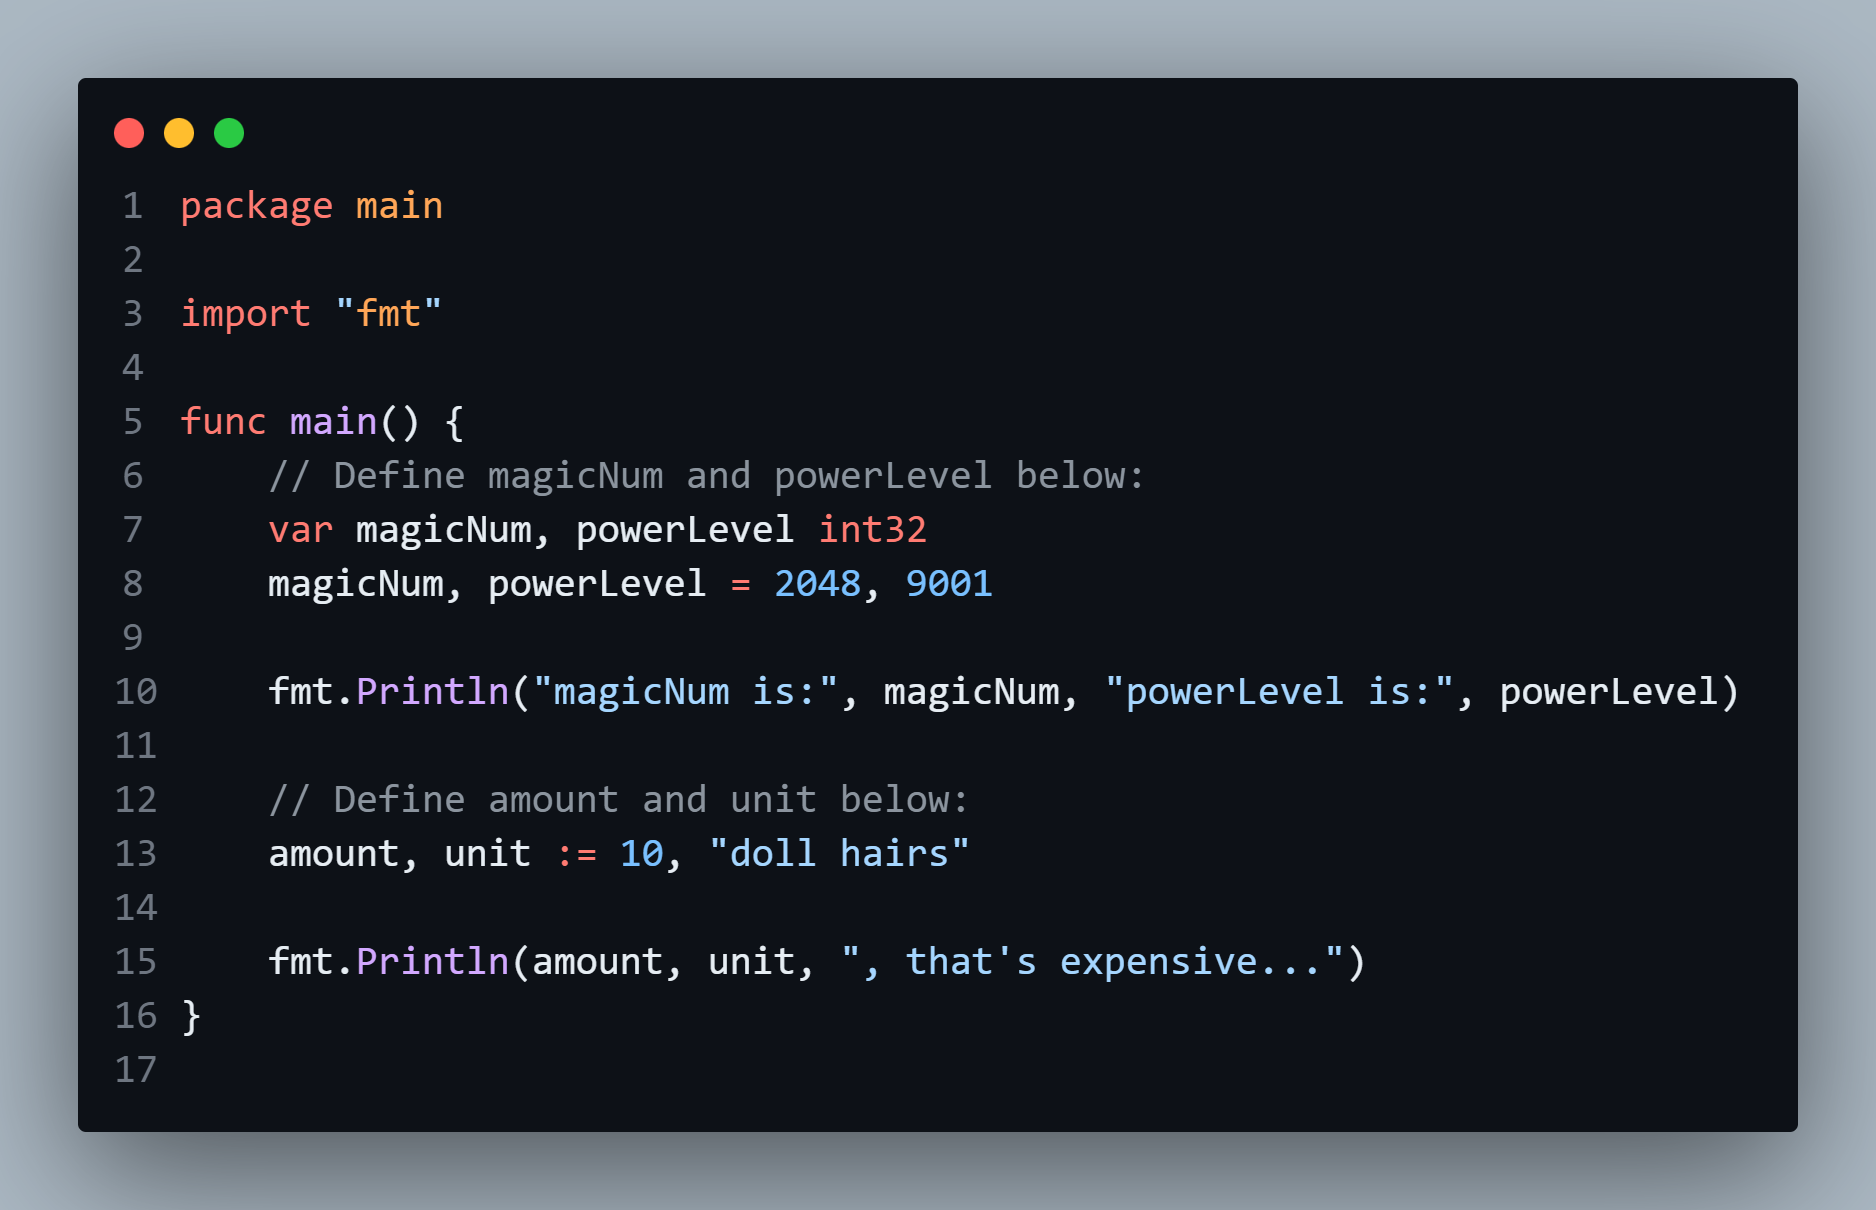 1 package main
2
3 import "fmt"
4
5 func main() {
6     // Define magicNum and powerLevel below:
7     var magicNum, powerLevel int32
8     magicNum, powerLevel = 2048, 9001
9
10     fmt.Println("magicNum is:", magicNum, "powerLevel is:", powerLevel)
11
12     // Define amount and unit below:
13     amount, unit := 10, "doll hairs"
14
15     fmt.Println(amount, unit, ", that's expensive...")
16 }
17